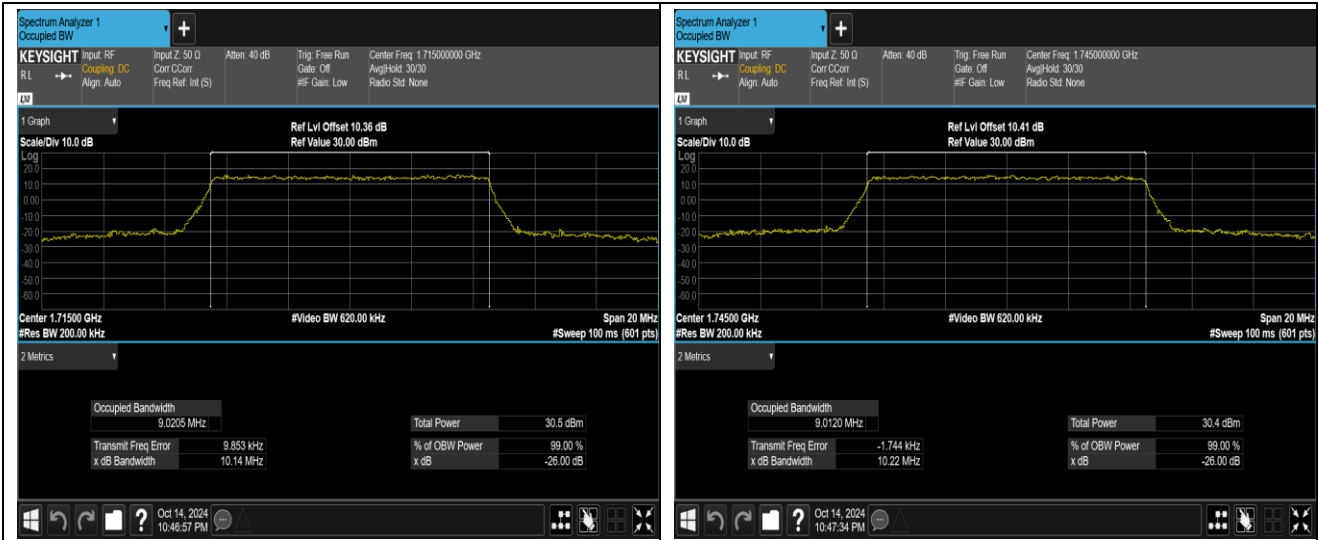 Spectrum Analyzer 1
Occupied BW
+
KEYSIGHT
RL
LXI
Input: RF
Coupling: DC
Align: Auto
Input Z: 50 Ω
Corr CCorr
Freq Ref: Int (S)
Atten: 40 dB
Trig: Free Run
Gate: Off
#IF Gain: Low
Center Freq: 1.715000000 GHz
Avg|Hold: 30/30
Radio Std: None
1 Graph
Scale/Div 10.0 dB
Ref Lvl Offset 10.36 dB
Ref Value 30.00 dBm
Log
20.0
10.0
0.00
-10.0
-20.0
-30.0
-40.0
-50.0
-60.0
Center 1.71500 GHz
#Res BW 200.00 kHz
#Video BW 620.00 kHz
Span 20 MHz
#Sweep 100 ms (601 pts)
2 Metrics
Occupied Bandwidth
9.0205 MHz
Total Power 30.5 dBm
Transmit Freq Error 9.853 kHz
% of OBW Power 99.00 %
x dB Bandwidth 10.14 MHz
x dB -26.00 dB
?
Oct 14, 2024
10:46:57 PM
Spectrum Analyzer 1
Occupied BW
+
KEYSIGHT
RL
LXI
Input: RF
Coupling: DC
Align: Auto
Input Z: 50 Ω
Corr CCorr
Freq Ref: Int (S)
Atten: 40 dB
Trig: Free Run
Gate: Off
#IF Gain: Low
Center Freq: 1.745000000 GHz
Avg|Hold: 30/30
Radio Std: None
1 Graph
Scale/Div 10.0 dB
Ref Lvl Offset 10.41 dB
Ref Value 30.00 dBm
Log
20.0
10.0
0.00
-10.0
-20.0
-30.0
-40.0
-50.0
-60.0
Center 1.74500 GHz
#Res BW 200.00 kHz
#Video BW 620.00 kHz
Span 20 MHz
#Sweep 100 ms (601 pts)
2 Metrics
Occupied Bandwidth
9.0120 MHz
Total Power 30.4 dBm
Transmit Freq Error -1.744 kHz
% of OBW Power 99.00 %
x dB Bandwidth 10.22 MHz
x dB -26.00 dB
?
Oct 14, 2024
10:47:34 PM